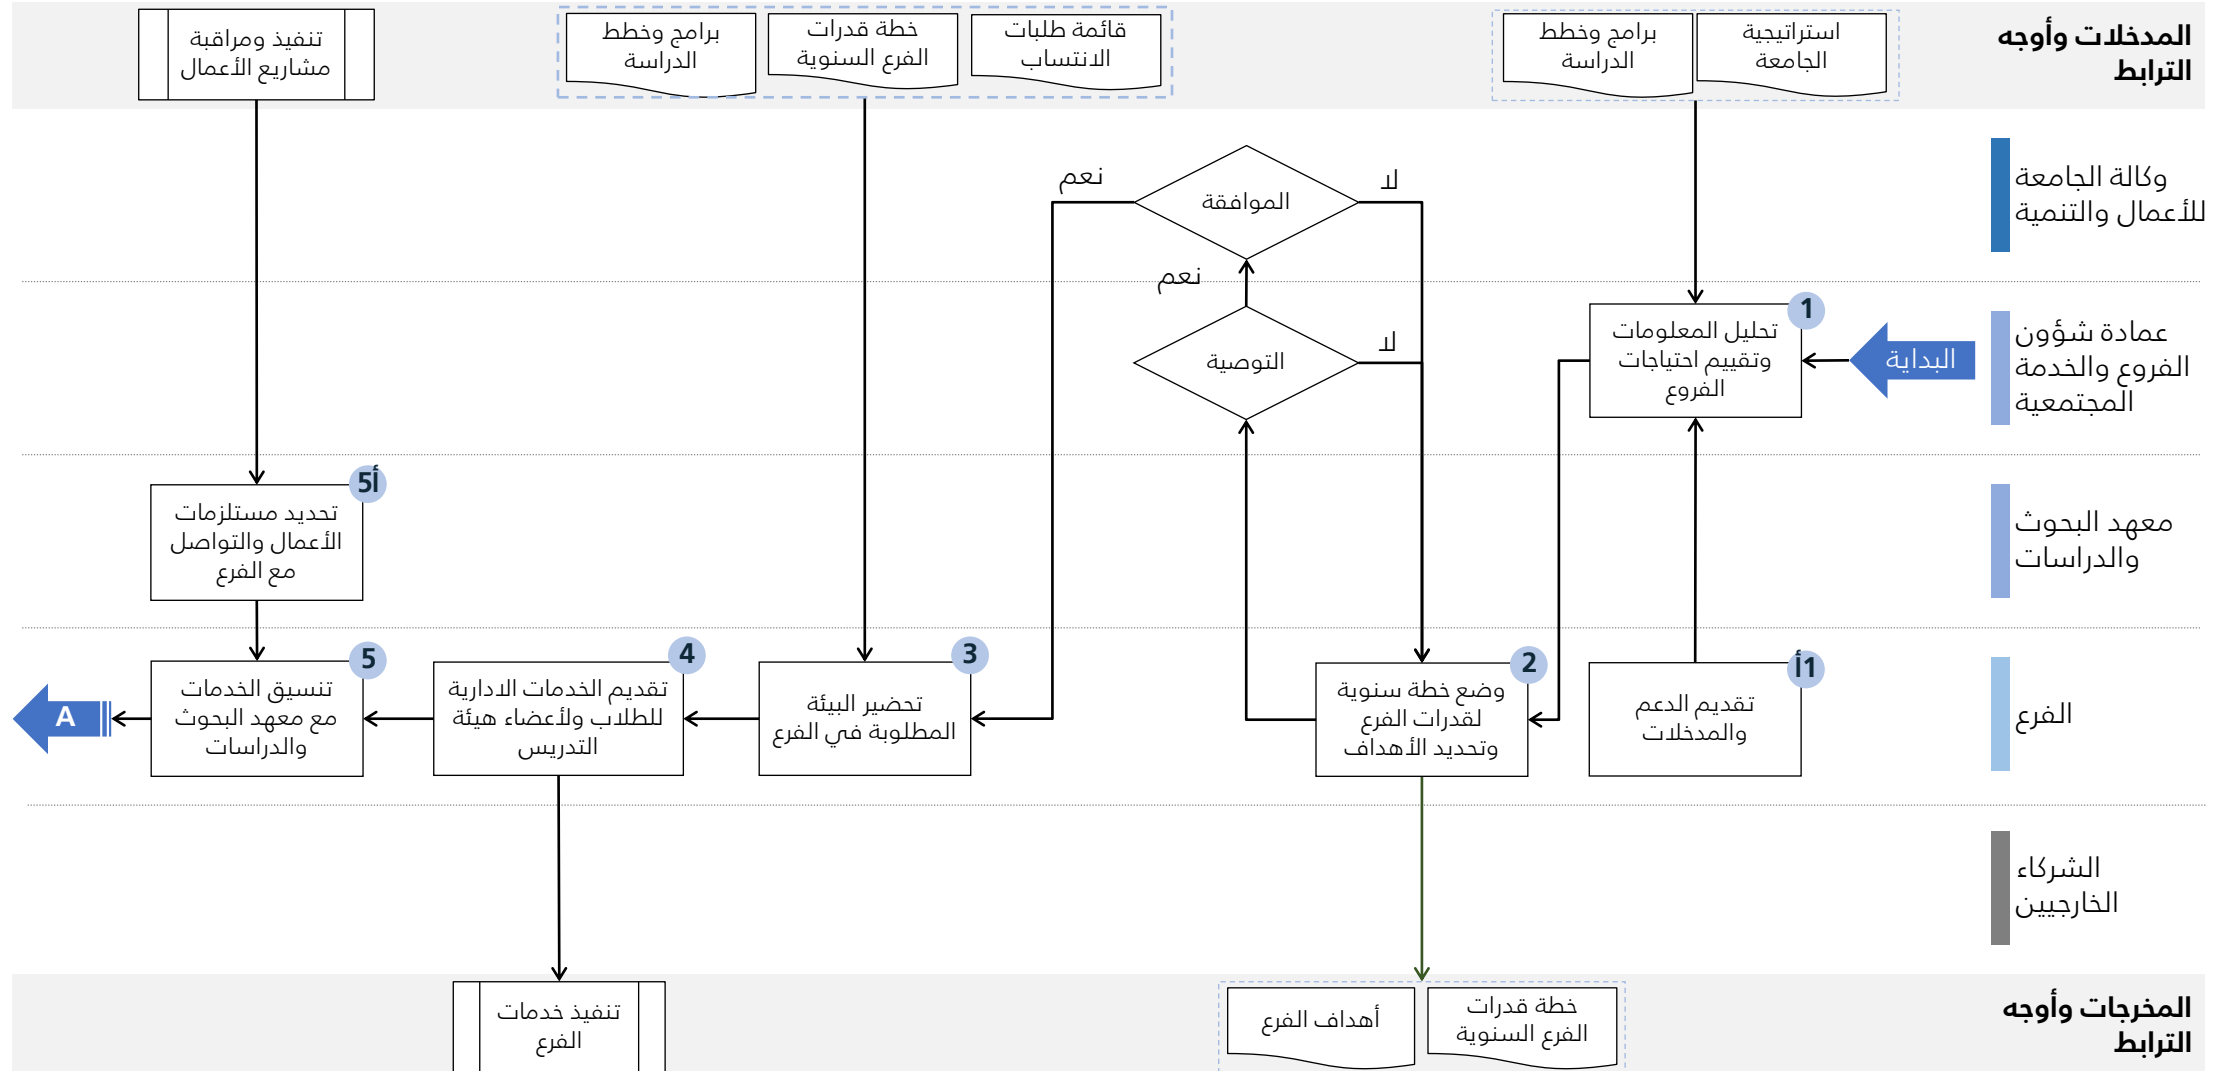 المدخلات وأوجه
الترابط
استراتيجية
الجامعة
برامج وخطط
الدراسة
قائمة طلبات
الانتساب
خطة قدرات
الفرع السنوية
برامج وخطط
الدراسة
تنفيذ ومراقبة
مشاريع الأعمال
وكالة الجامعة
للأعمال والتنمية
لا
الموافقة
نعم
نعم
عمادة شؤون
الفروع والخدمة
المجتمعية
البداية
1
تحليل المعلومات
وتقييم احتياجات
الفروع
لا
التوصية
معهد البحوث
والدراسات
5أ
تحديد مستلزمات
الأعمال والتواصل
مع الفرع
الفرع
1أ
تقديم الدعم
والمدخلات
2
وضع خطة سنوية
لقدرات الفرع
وتحديد الأهداف
3
تحضير البيئة
المطلوبة في الفرع
4
تقديم الخدمات الادارية
للطلاب ولأعضاء هيئة
التدريس
5
تنسيق الخدمات
مع معهد البحوث
والدراسات
A
الشركاء
الخارجيين
المخرجات وأوجه
الترابط
خطة قدرات
الفرع السنوية
أهداف الفرع
تنفيذ خدمات
الفرع